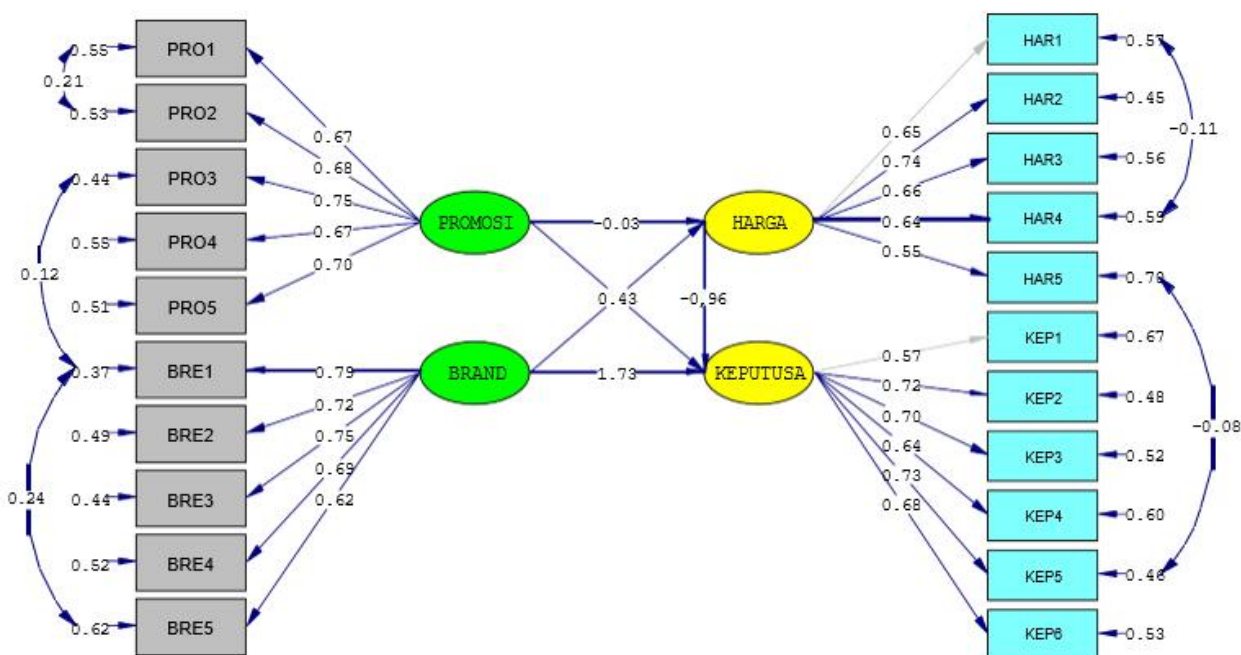 0.55 PRO1
0.21
0.53 PRO2
0.44 PRO3
0.55 PRO4
0.12
0.51 PRO5
0.37 BRE1
0.49 BRE2
0.24
0.44 BRE3
0.52 BRE4
0.62 BRE5
0.67
0.68
0.75
0.67
0.70
0.79
0.72
0.75
0.69
0.62
PROMOSI
BRAND
-0.03
0.43
-0.96
1.73
HARGA
KEPUTUSA
0.65
0.74
0.66
0.64
0.55
0.57
0.72
0.70
0.64
0.73
0.68
HAR1 0.57
HAR2 0.45
-0.11
HAR3 0.56
HAR4 0.59
HAR5 0.70
KEP1 0.67
KEP2 0.48
-0.08
KEP3 0.52
KEP4 0.60
KEP5 0.46
KEP6 0.53